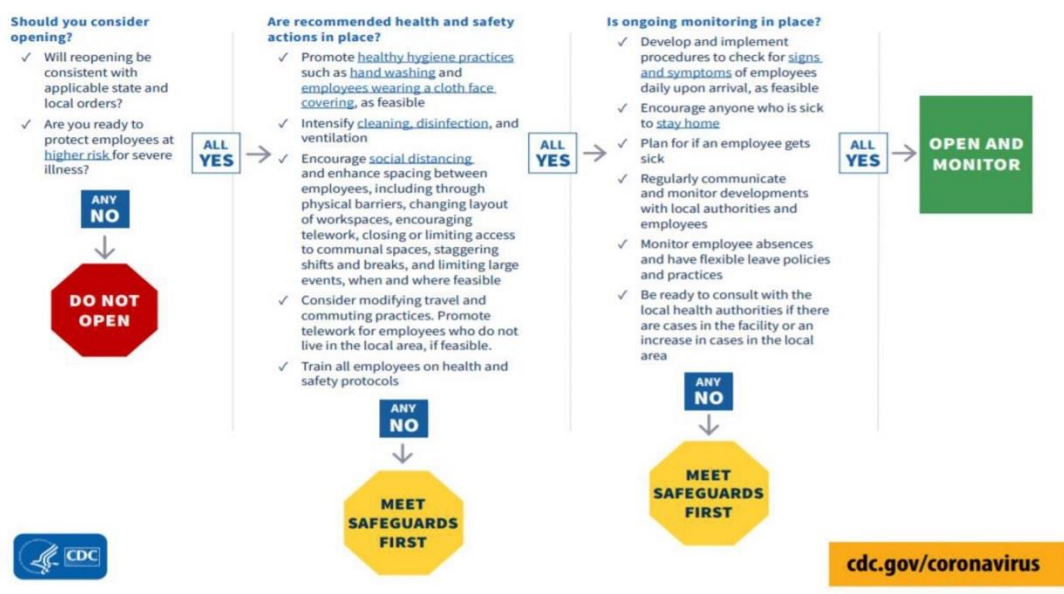 Should you consider
opening?
✓ Will reopening be
consistent with
applicable state and
local orders?
✓ Are you ready to
protect employees at
higher risk for severe
illness?
ANY
NO
DO NOT
OPEN
ALL
YES
Are recommended health and safety
actions in place?
✓ Promote healthy hygiene practices
such as hand washing and
employees wearing a cloth face
covering, as feasible
✓ Intensify cleaning, disinfection, and
ventilation
✓ Encourage social distancing
and enhance spacing between
employees, including through
physical barriers, changing layout
of workspaces, encouraging
telework, closing or limiting access
to communal spaces, staggering
shifts and breaks, and limiting large
events, when and where feasible
✓ Consider modifying travel and
commuting practices. Promote
telework for employees who do not
live in the local area, if feasible.
✓ Train all employees on health and
safety protocols
ANY
NO
MEET
SAFEGUARDS
FIRST
ALL
YES
Is ongoing monitoring in place?
✓ Develop and implement
procedures to check for signs
and symptoms of employees
daily upon arrival, as feasible
✓ Encourage anyone who is sick
to stay home
✓ Plan for if an employee gets
sick
✓ Regularly communicate
and monitor developments
with local authorities and
employees
✓ Monitor employee absences
and have flexible leave policies
and practices
✓ Be ready to consult with the
local health authorities if there
are cases in the facility or an
increase in cases in the local
area
ANY
NO
MEET
SAFEGUARDS
FIRST
ALL
YES
OPEN AND
MONITOR
CDC
cdc.gov/coronavirus